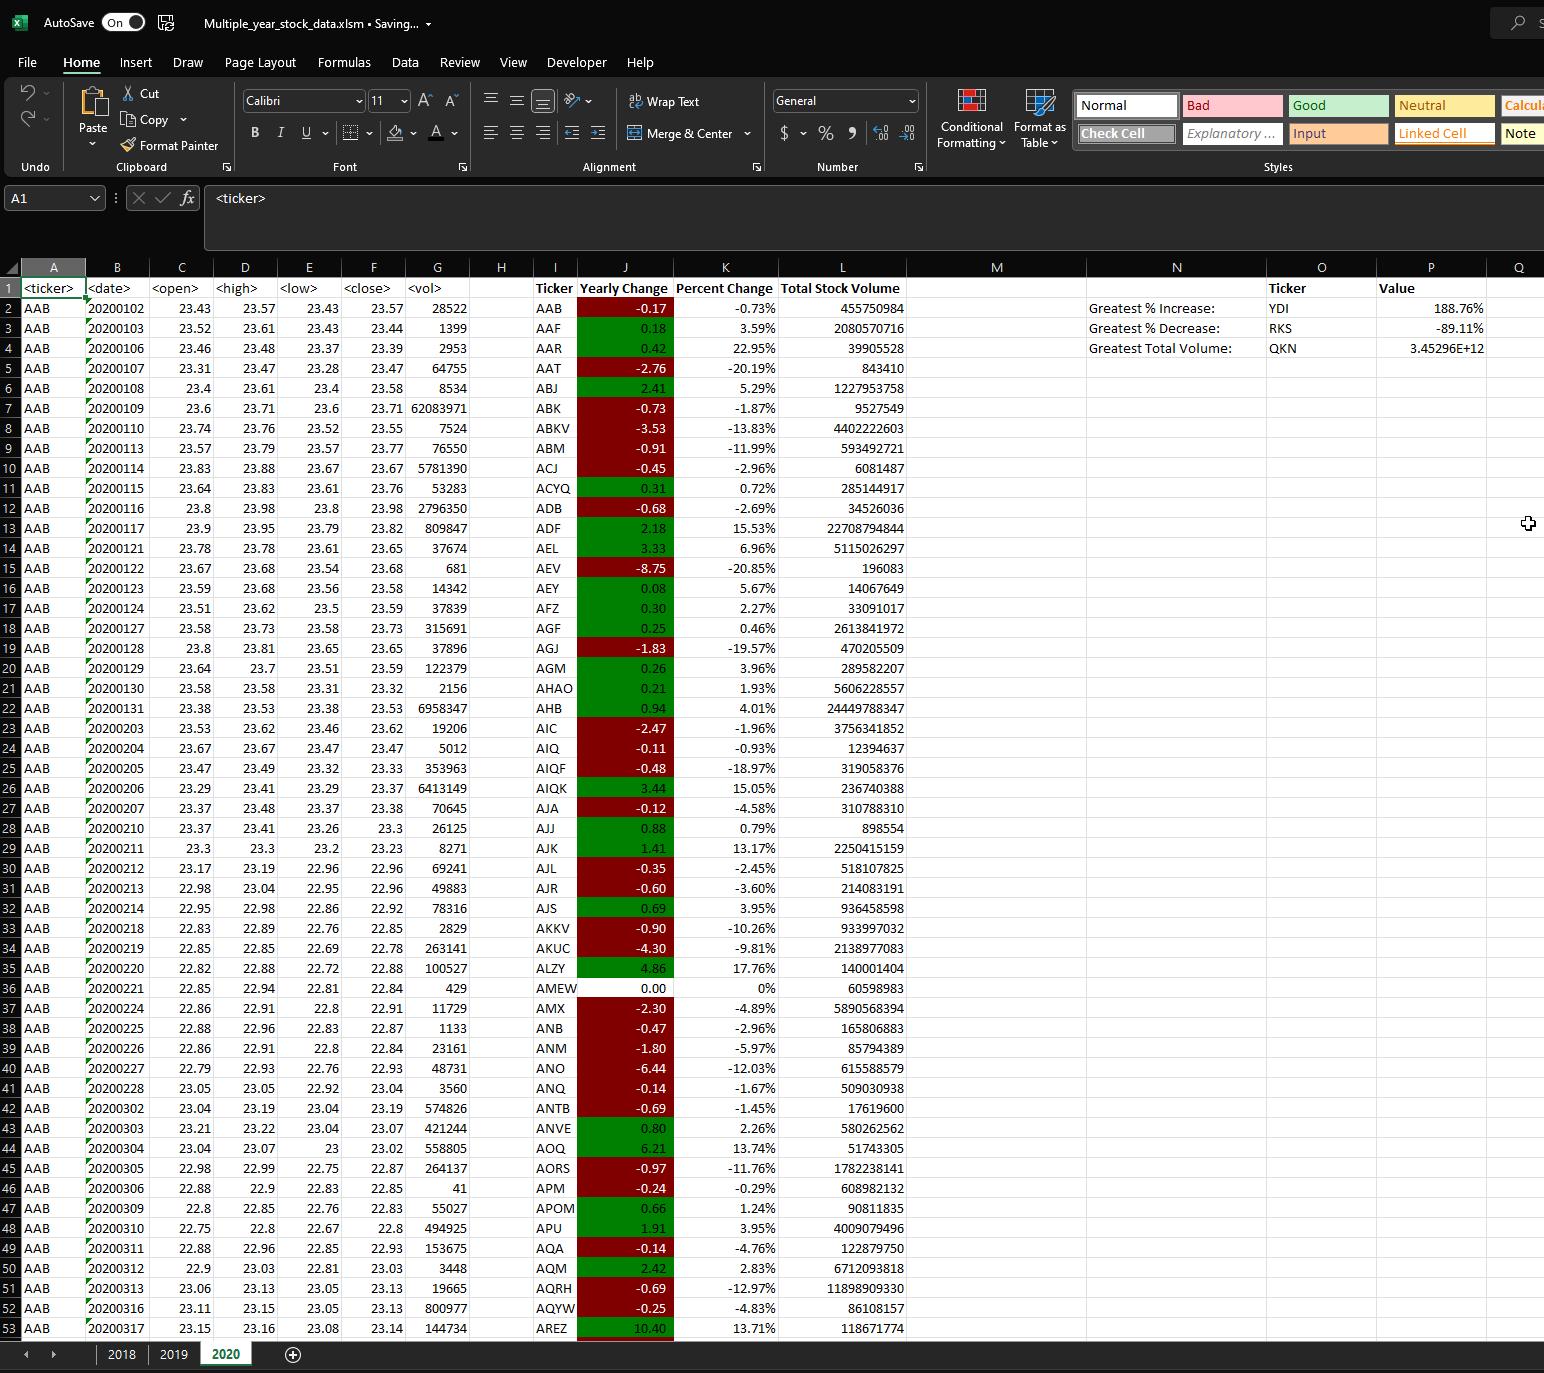 AutoSave On Multiple_year_stock_data.xlsm • Saving...
File Home Insert Draw Page Layout Formulas Data Review View Developer Help
Cut Calibri 11 Wrap Text General Normal Bad Good Neutral
Copy Paste Merge & Center Conditional Formatting Format as Table Check Cell Explanatory ... Input Linked Cell Note
Format Painter
Undo Clipboard Font Alignment Number Styles
A1 fx <ticker>
A B C D E F G H I J K L M N O P Q
1 <ticker> <date> <open> <high> <low> <close> <vol> Ticker Yearly Change Percent Change Total Stock Volume Ticker Value
2 AAB 20200102 23.43 23.57 23.43 23.57 28522 AAB -0.17 -0.73% 455750984 Greatest % Increase: YDI 188.76%
3 AAB 20200103 23.52 23.61 23.43 23.44 1399 AAF 0.18 3.59% 2080570716 Greatest % Decrease: RKS -89.11%
4 AAB 20200106 23.46 23.48 23.37 23.39 2953 AAR 0.42 22.95% 39905528 Greatest Total Volume: QKN 3.45296E+12
5 AAB 20200107 23.31 23.47 23.28 23.47 64755 AAT -2.76 -20.19% 843410
6 AAB 20200108 23.4 23.61 23.4 23.58 8534 ABJ 2.41 5.29% 1227953758
7 AAB 20200109 23.6 23.71 23.6 23.71 62083971 ABK -0.73 -1.87% 9527549
8 AAB 20200110 23.74 23.76 23.52 23.55 7524 ABKV -3.53 -13.83% 4402222603
9 AAB 20200113 23.57 23.79 23.57 23.77 76550 ABM -0.91 -11.99% 593492721
10 AAB 20200114 23.83 23.88 23.67 23.67 5781390 ACJ -0.45 -2.96% 6081487
11 AAB 20200115 23.64 23.83 23.61 23.76 53283 ACYQ 0.31 0.72% 285144917
12 AAB 20200116 23.8 23.98 23.8 23.98 2796350 ADB -0.68 -2.69% 34526036
13 AAB 20200117 23.9 23.95 23.79 23.82 809847 ADF 2.18 15.53% 22708794844
14 AAB 20200121 23.78 23.78 23.61 23.65 37674 AEL 3.33 6.96% 5115026297
15 AAB 20200122 23.67 23.68 23.54 23.68 681 AEV -8.75 -20.85% 196083
16 AAB 20200123 23.59 23.68 23.56 23.58 14342 AEY 0.08 5.67% 14067649
17 AAB 20200124 23.51 23.62 23.5 23.59 37839 AFZ 0.30 2.27% 33091017
18 AAB 20200127 23.58 23.73 23.58 23.73 315691 AGF 0.25 0.46% 2613841972
19 AAB 20200128 23.8 23.81 23.65 23.65 37896 AGJ -1.83 -19.57% 470205509
20 AAB 20200129 23.64 23.7 23.51 23.59 122379 AGM 0.26 3.96% 289582207
21 AAB 20200130 23.58 23.58 23.31 23.32 2156 AHAO 0.21 1.93% 5606228557
22 AAB 20200131 23.38 23.53 23.38 23.53 6958347 AHB 0.94 4.01% 24449788347
23 AAB 20200203 23.53 23.62 23.46 23.62 19206 AIC -2.47 -1.96% 3756341852
24 AAB 20200204 23.67 23.67 23.47 23.47 5012 AIQ -0.11 -0.93% 12394637
25 AAB 20200205 23.47 23.49 23.32 23.33 353963 AIQF -0.48 -18.97% 319058376
26 AAB 20200206 23.29 23.41 23.29 23.37 6413149 AIQK 3.44 15.05% 236740388
27 AAB 20200207 23.37 23.48 23.37 23.38 70645 AJA -0.12 -4.58% 310788310
28 AAB 20200210 23.37 23.41 23.26 23.3 26125 AJJ 0.88 0.79% 898554
29 AAB 20200211 23.3 23.3 23.2 23.23 8271 AJK 1.41 13.17% 2250415159
30 AAB 20200212 23.17 23.19 22.96 22.96 69241 AJL -0.35 -2.45% 518107825
31 AAB 20200213 22.98 23.04 22.95 22.96 49883 AJR -0.60 -3.60% 214083191
32 AAB 20200214 22.95 22.98 22.86 22.92 78316 AJS 0.69 3.95% 936458598
33 AAB 20200218 22.83 22.89 22.76 22.85 2829 AKKV -0.90 -10.26% 933997032
34 AAB 20200219 22.85 22.85 22.69 22.78 263141 AKUC -4.30 -9.81% 2138977083
35 AAB 20200220 22.82 22.88 22.72 22.88 100527 ALZY 4.86 17.76% 140001404
36 AAB 20200221 22.85 22.94 22.81 22.84 429 AMEW 0.00 0% 60598983
37 AAB 20200224 22.86 22.91 22.8 22.91 11729 AMX -2.30 -4.89% 5890568394
38 AAB 20200225 22.88 22.96 22.83 22.87 1133 ANB -0.47 -2.96% 165806883
39 AAB 20200226 22.86 22.91 22.8 22.84 23161 ANM -1.80 -5.97% 85794389
40 AAB 20200227 22.79 22.93 22.76 22.93 48731 ANO -6.44 -12.03% 615588579
41 AAB 20200228 23.05 23.05 22.92 23.04 3560 ANQ -0.14 -1.67% 509030938
42 AAB 20200302 23.04 23.19 23.04 23.19 574826 ANTB -0.69 -1.45% 17619600
43 AAB 20200303 23.21 23.22 23.04 23.07 421244 ANVE 0.80 2.26% 580262562
44 AAB 20200304 23.04 23.07 23 23.02 558805 AOQ 6.21 13.74% 51743305
45 AAB 20200305 22.98 22.99 22.75 22.87 264137 AORS -0.97 -11.76% 1782238141
46 AAB 20200306 22.88 22.9 22.83 22.85 41 APM -0.24 -0.29% 608982132
47 AAB 20200309 22.8 22.85 22.76 22.83 55027 APOM 0.66 1.24% 90811835
48 AAB 20200310 22.75 22.8 22.67 22.8 494925 APU 1.91 3.95% 4009079496
49 AAB 20200311 22.88 22.96 22.85 22.93 153675 AQA -0.14 -4.76% 122879750
50 AAB 20200312 22.9 23.03 22.81 23.03 3448 AQM 2.42 2.83% 6712093818
51 AAB 20200313 23.06 23.13 23.05 23.13 19665 AQRH -0.69 -12.97% 11898909330
52 AAB 20200316 23.11 23.15 23.05 23.13 800977 AQYW -0.25 -4.83% 86108157
53 AAB 20200317 23.15 23.16 23.08 23.14 144734 AREZ 10.40 13.71% 118671774
2018 2019 2020